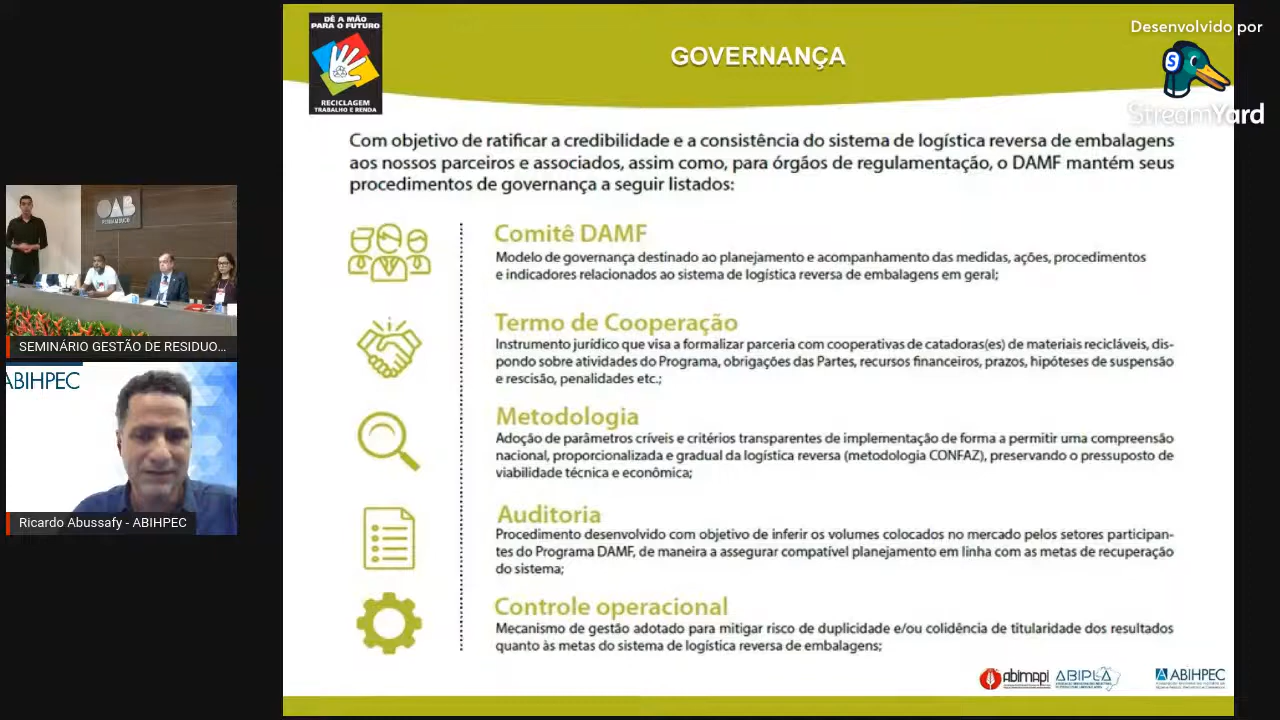 DÊ A MÃO
PARA O FUTURO
RECICLAGEM
TRABALHO E RENDA
GOVERNANÇA
Desenvolvido por
S
StreamYard
Com objetivo de ratificar a credibilidade e a consistência do sistema de logística reversa de embalagens
aos nossos parceiros e associados, assim como, para órgãos de regulamentação, o DAMF mantém seus
procedimentos de governança a seguir listados:
Comitê DAMF
Modelo de governança destinado ao planejamento e acompanhamento das medidas, ações, procedimentos
e indicadores relacionados ao sistema de logística reversa de embalagens em geral;
Termo de Cooperação
Instrumento jurídico que visa a formalizar parceria com cooperativas de catadoras(es) de materiais recicláveis, dis-
pondo sobre atividades do Programa, obrigações das Partes, recursos financeiros, prazos, hipóteses de suspensão
e rescisão, penalidades etc.;
Metodologia
Adoção de parâmetros críveis e critérios transparentes de implementação de forma a permitir uma compreensão
nacional, proporcionalizada e gradual da logística reversa (metodologia CONFAZ), preservando o pressuposto de
viabilidade técnica e econômica;
Auditoria
Procedimento desenvolvido com objetivo de inferir os volumes colocados no mercado pelos setores participan-
tes do Programa DAMF, de maneira a assegurar compatível planejamento em linha com as metas de recuperação
do sistema;
Controle operacional
Mecanismo de gestão adotado para mitigar risco de duplicidade e/ou colidência de titularidade dos resultados
quanto às metas do sistema de logística reversa de embalagens;
abimapi
ABIPLA
ABIHPEC
OAB
PERNAMBUCO
SEMINÁRIO GESTÃO DE RESIDUO...
ABIHPEC
Ricardo Abussafy - ABIHPEC